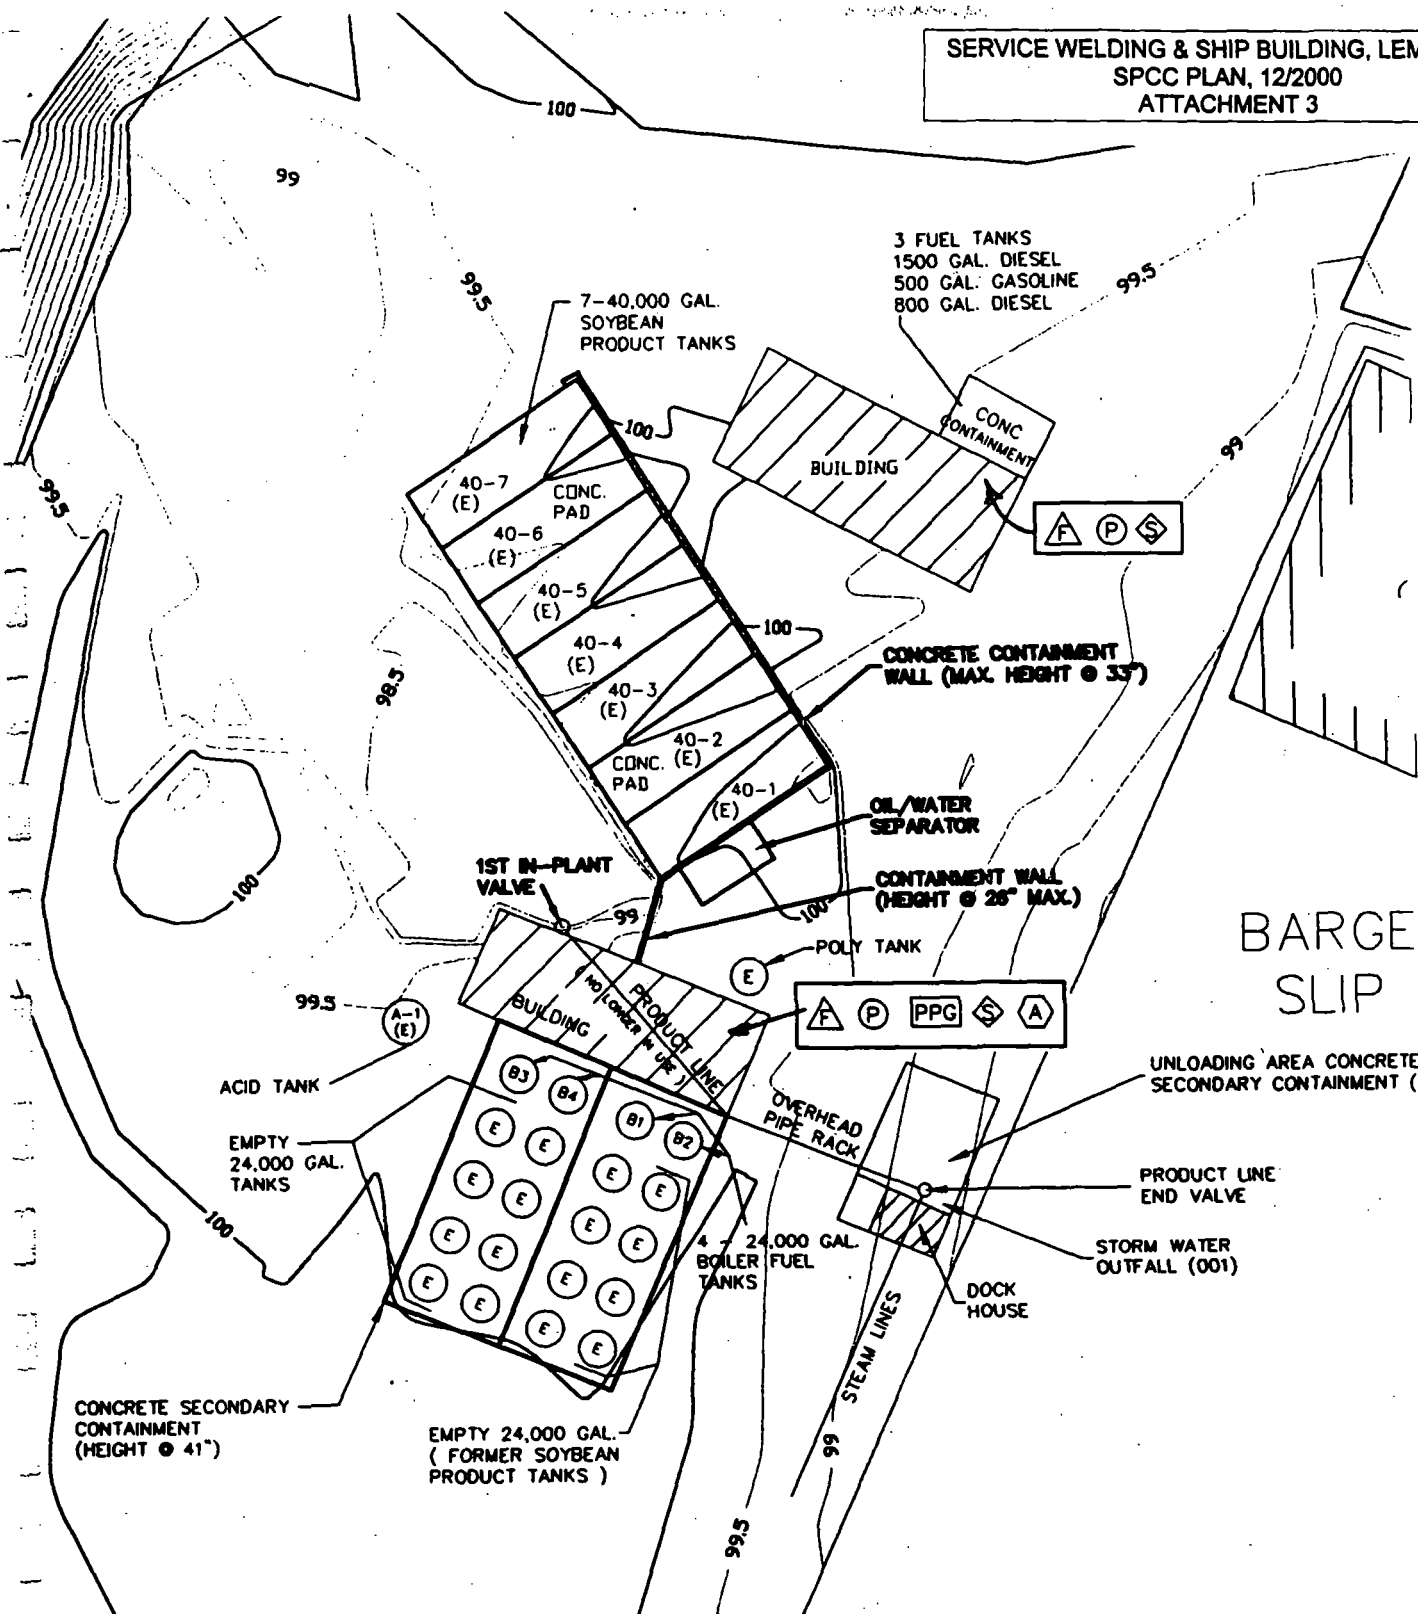 SERVICE WELDING & SHIP BUILDING, LEM
SPCC PLAN, 12/2000
ATTACHMENT 3
100
99
3 FUEL TANKS
1500 GAL. DIESEL
500 GAL. GASOLINE
800 GAL. DIESEL
99.5
99.5
7-40,000 GAL.
SOYBEAN
PRODUCT TANKS
100
CONC
CONTAINMENT
BUILDING
99
99.5
40-7
(E)
CONC.
PAD
F P S
40-6
(E)
40-5
(E)
40-4
(E)
100
CONCRETE CONTAINMENT
WALL (MAX. HEIGHT @ 33")
98.5
40-3
(E)
40-2
(E)
CONC.
PAD
40-1
(E)
OIL/WATER
SEPARATOR
1ST IN-PLANT
VALVE
CONTAINMENT WALL
(HEIGHT @ 26" MAX.)
100
99
100
POLY TANK
E
BARGE
SLIP
99.5
A-1
(E)
BUILDING
PRODUCT LINE
( NO LONGER IN USE )
F P PPG S A
ACID TANK
UNLOADING AREA CONCRETE
SECONDARY CONTAINMENT (
B3
B4
B1
B2
OVERHEAD
PIPE RACK
EMPTY
24,000 GAL.
TANKS
E E
E E
E E
E E
E E
E E
E E
E E
PRODUCT LINE
END VALVE
100
4 - 24,000 GAL.
BOILER FUEL
TANKS
STORM WATER
OUTFALL (001)
DOCK
HOUSE
STEAM LINES
CONCRETE SECONDARY
CONTAINMENT
(HEIGHT @ 41")
EMPTY 24,000 GAL.
( FORMER SOYBEAN
PRODUCT TANKS )
99
99.5